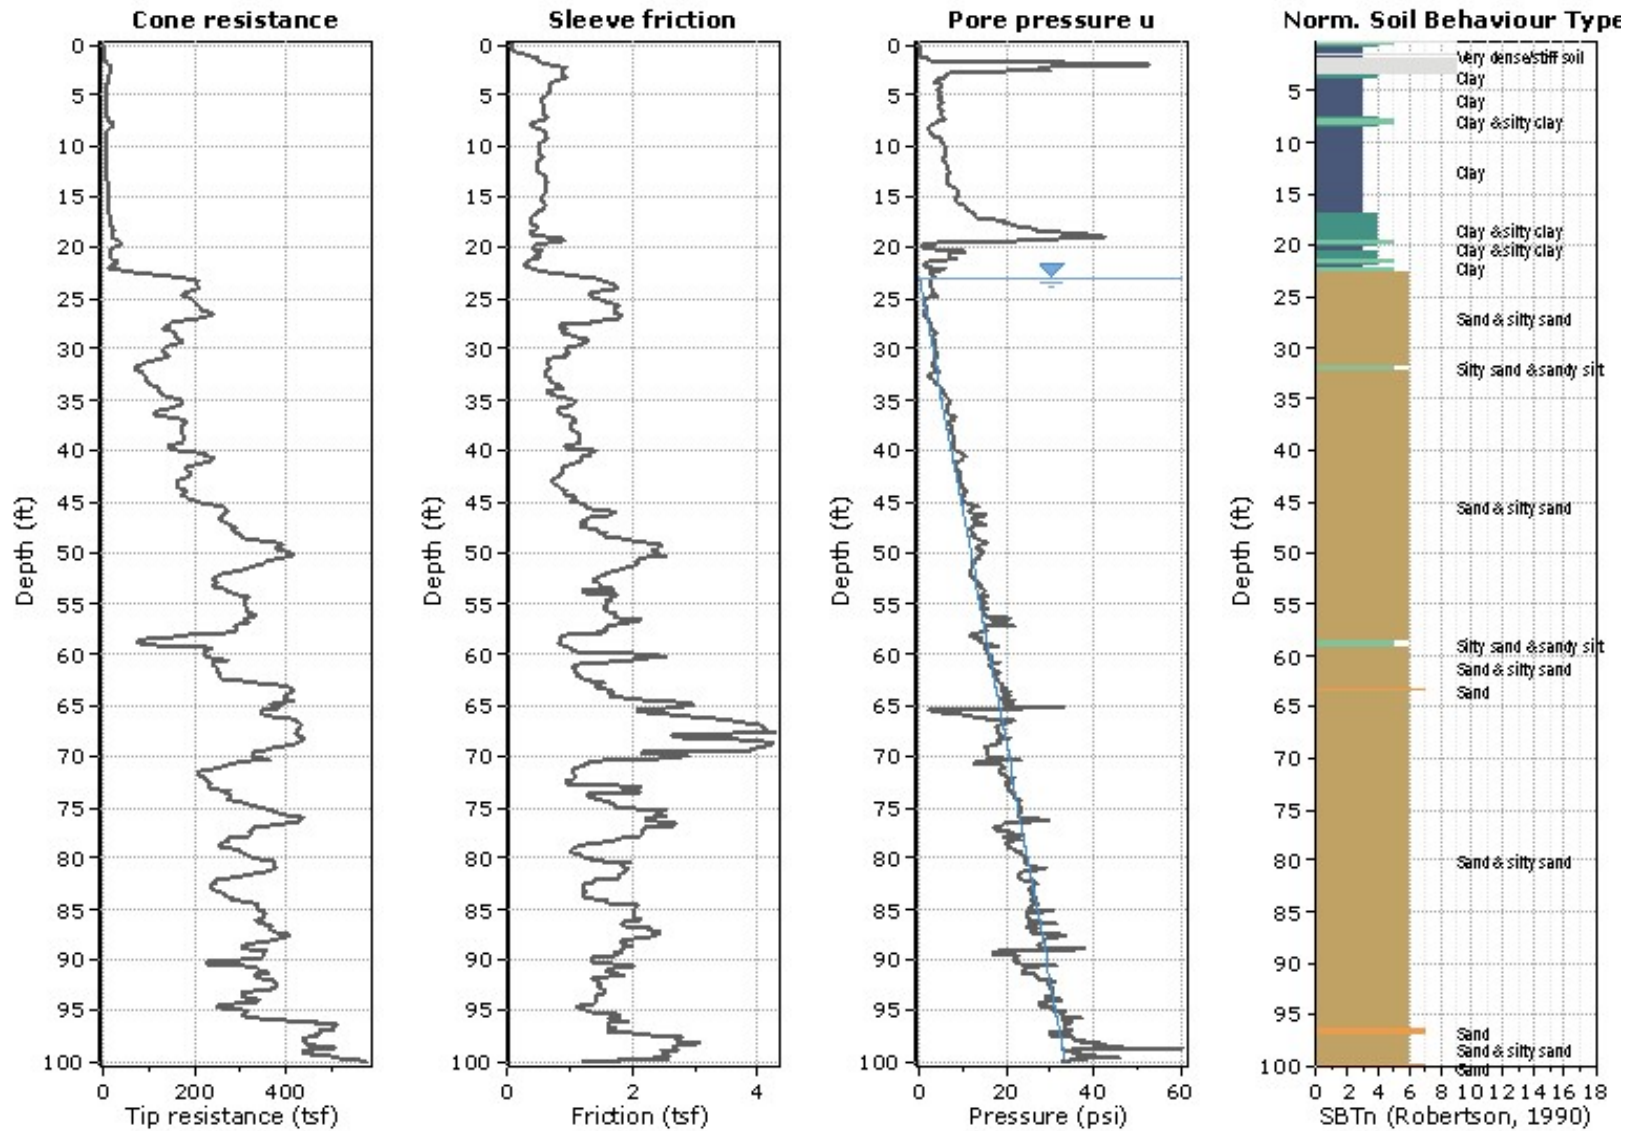 Cone resistance
0
5
10
15
20
25
30
35
40
45
50
55
60
65
70
75
80
85
90
95
100
Depth (ft)
0 200 400
Tip resistance (tsf)
Sleeve friction
0
5
10
15
20
25
30
35
40
45
50
55
60
65
70
75
80
85
90
95
100
Depth (ft)
0 2 4
Friction (tsf)
Pore pressure u
0
5
10
15
20
25
30
35
40
45
50
55
60
65
70
75
80
85
90
95
100
Depth (ft)
0 20 40 60
Pressure (psi)
Norm. Soil Behaviour Type
5
10
15
20
25
30
35
40
45
50
55
60
65
70
75
80
85
90
95
100
Depth (ft)
Very dense/stiff soil
Clay
Clay
Clay & silty clay
Clay
Clay & silty clay
Clay & silty clay
Clay
Sand & silty sand
Silty sand & sandy silt
Sand & silty sand
Silty sand & sandy silt
Sand & silty sand
Sand
Sand & silty sand
Sand
Sand & silty sand
Sand
0 2 4 6 8 10 12 14 16 18
SBTn (Robertson, 1990)